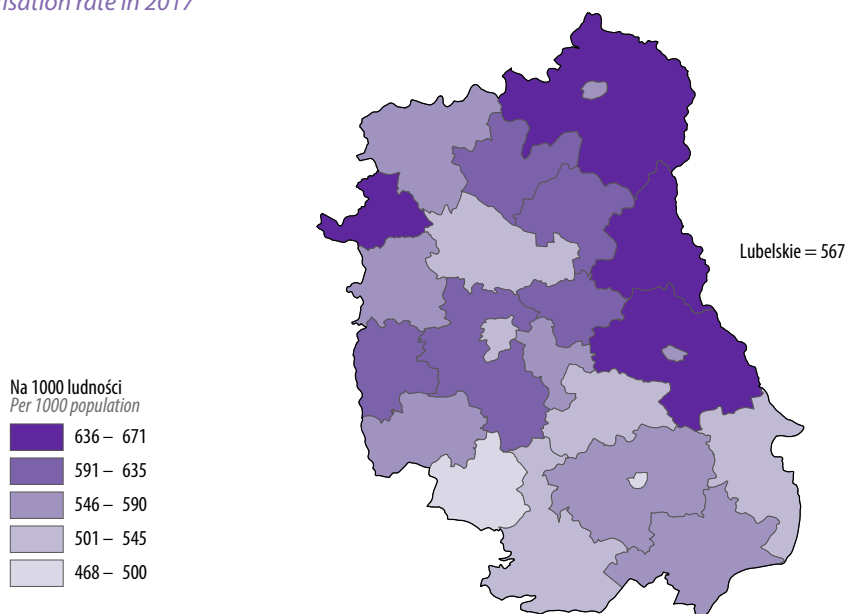 rate in 2017
Lubelskie = 567
Na 1000 ludności
Per 1000 population
636 – 671
591 – 635
546 – 590
501 – 545
468 – 500